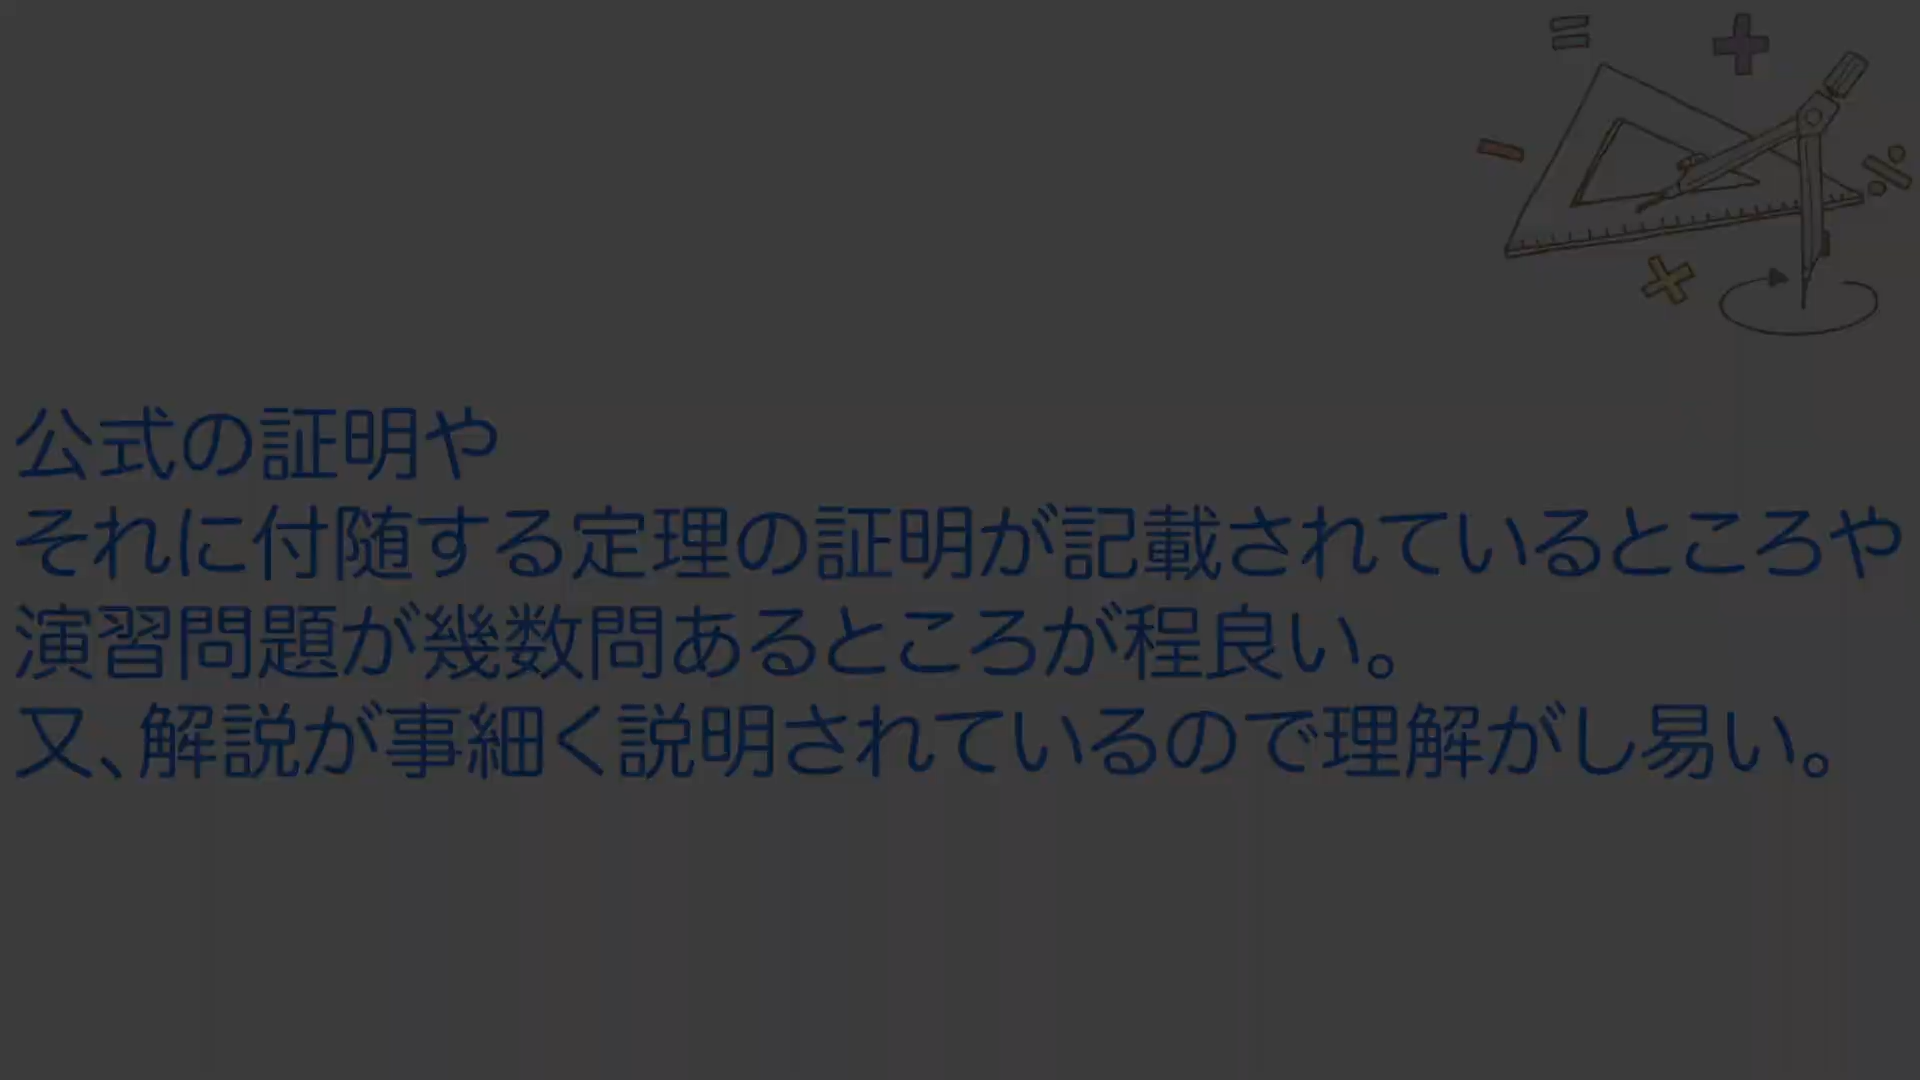 公式の証明や
それに付随する定理の証明が記載されているところや
演習問題が幾数問あるところが程良い。
又、解説が事細く説明されているので理解がし易い。